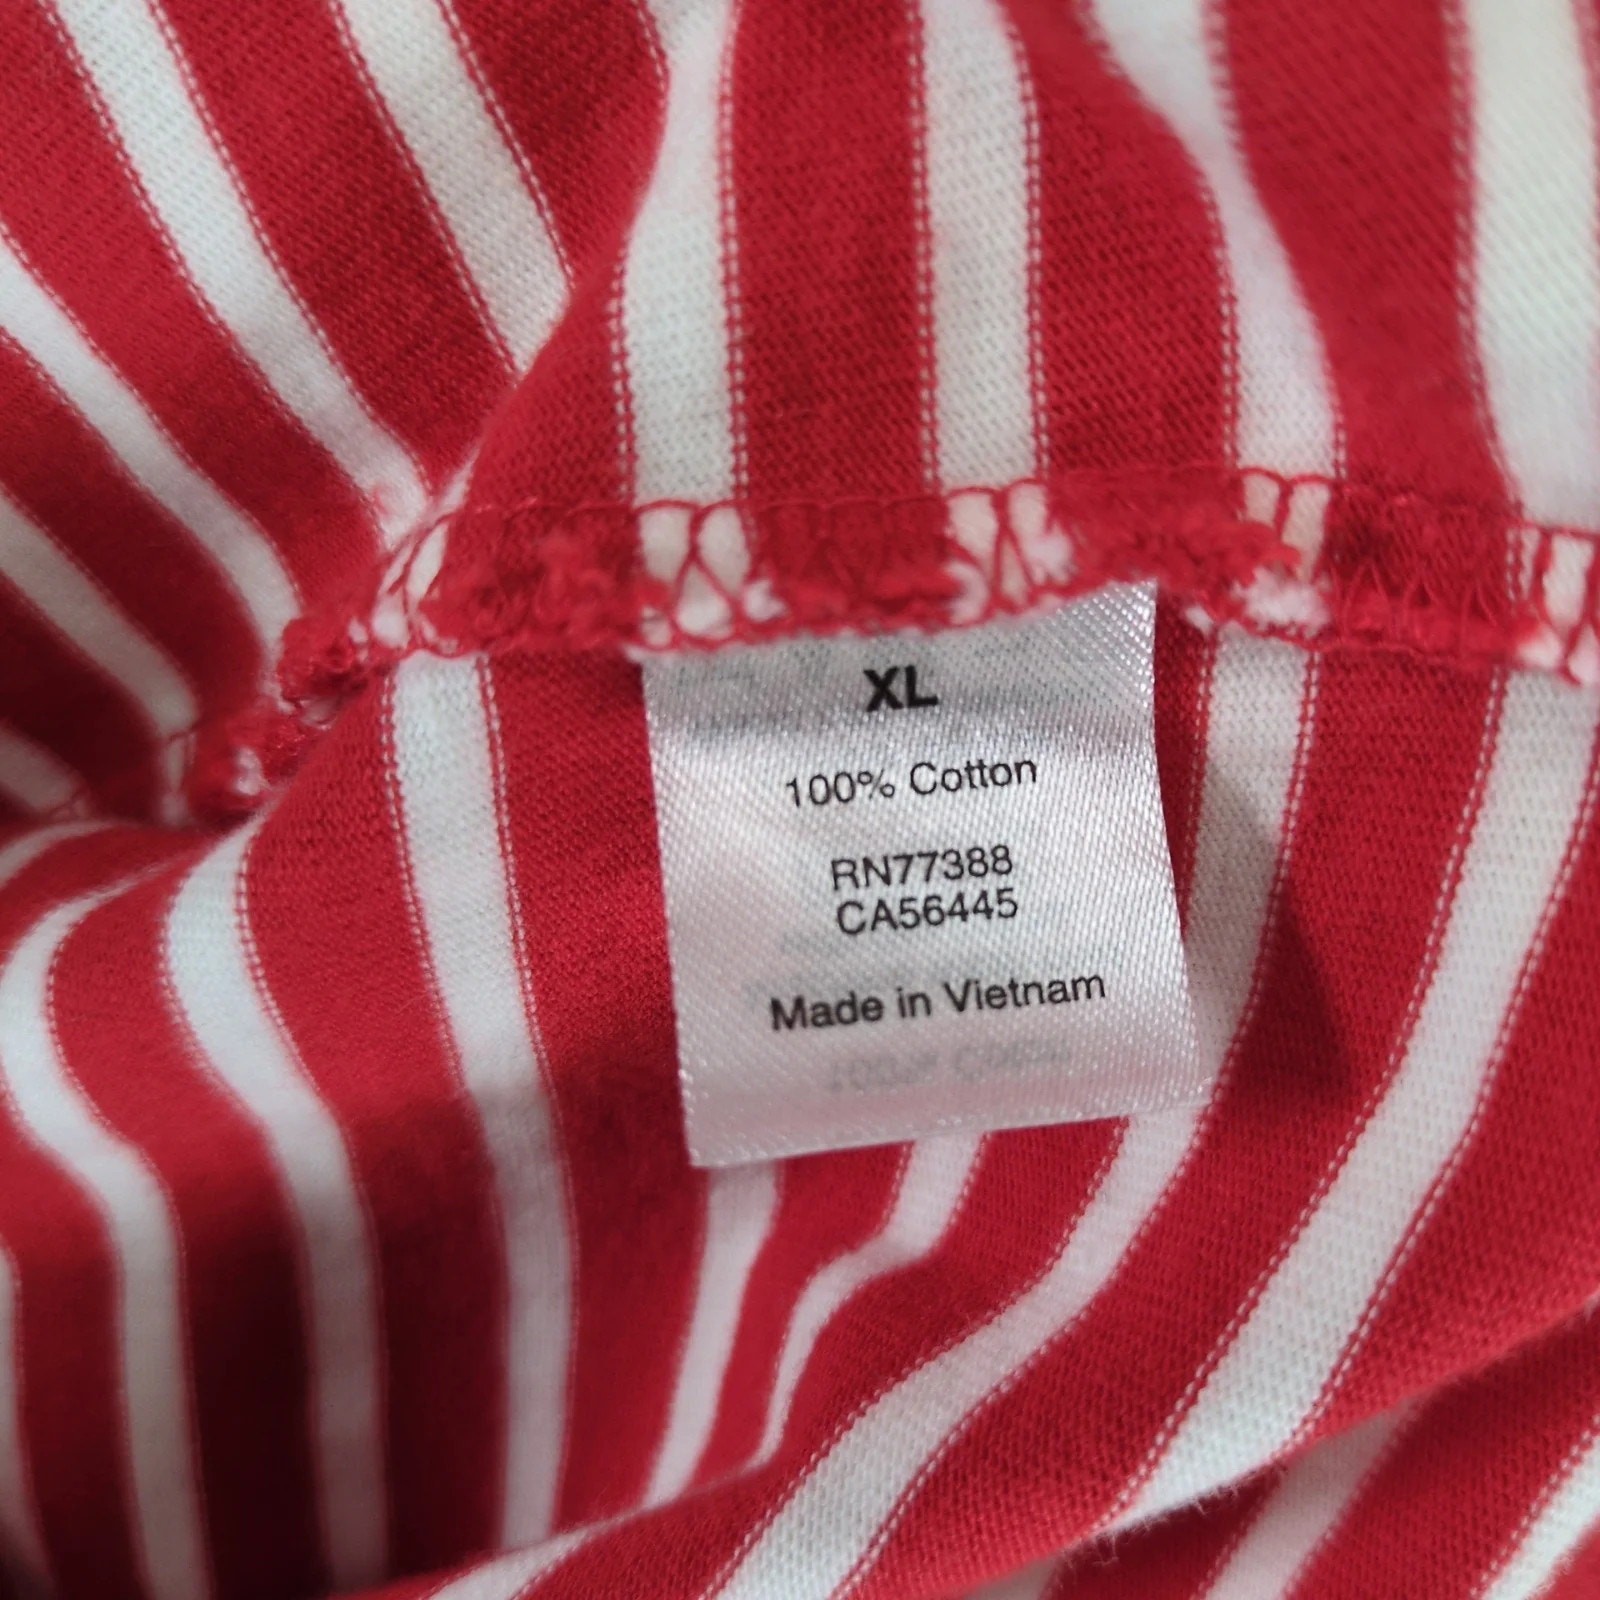 XL
100% Cotton
RN77388
CA56445
Made in Vietnam